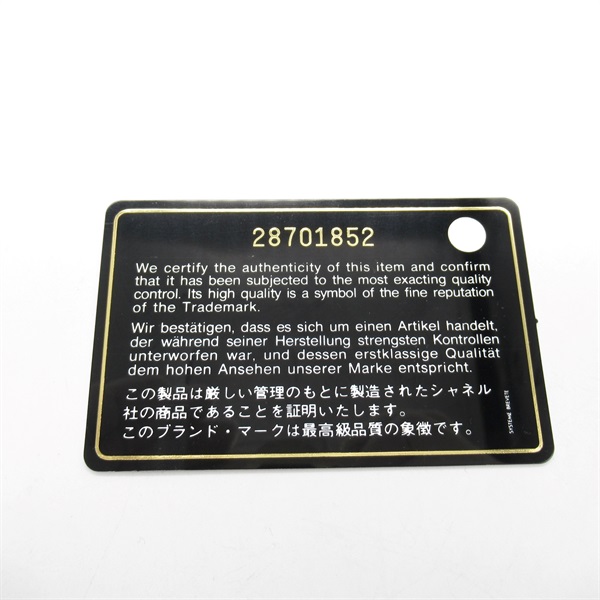 28701852
We certify the authenticity of this item and confirm
that it has been subjected to the most exacting quality
control. Its high quality is a symbol of the fine reputation
of the Trademark.
Wir bestätigen, dass es sich um einen Artikel handelt,
der während seiner Herstellung strengsten Kontrollen
unterworfen war, und dessen erstklassige Qualität
dem hohen Ansehen unserer Marke entspricht.
この製品は厳しい管理のもとに製造されたシャネル
社の商品であることを証明いたします。
このブランド・マークは最高級品質の象徴です。
SYSTEME BREVETE